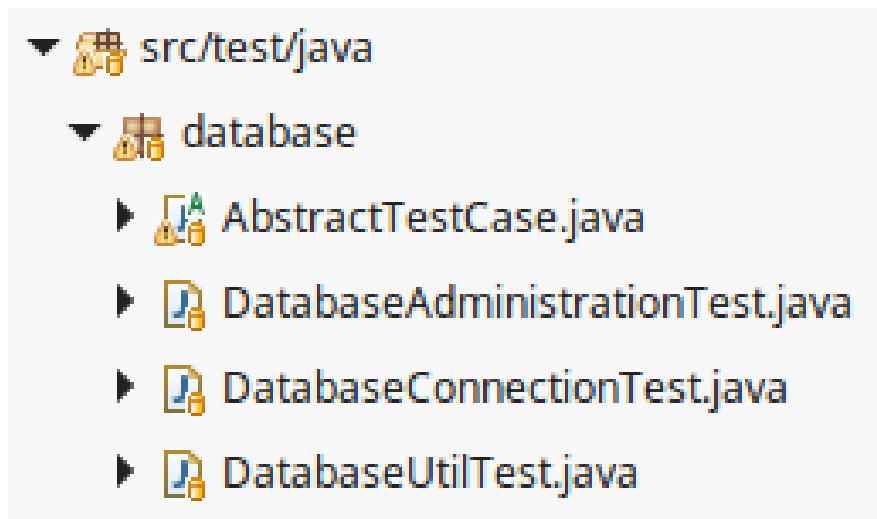 src/test/java
database
AbstractTestCase.java
DatabaseAdministrationTest.java
DatabaseConnectionTest.java
DatabaseUtilTest.java